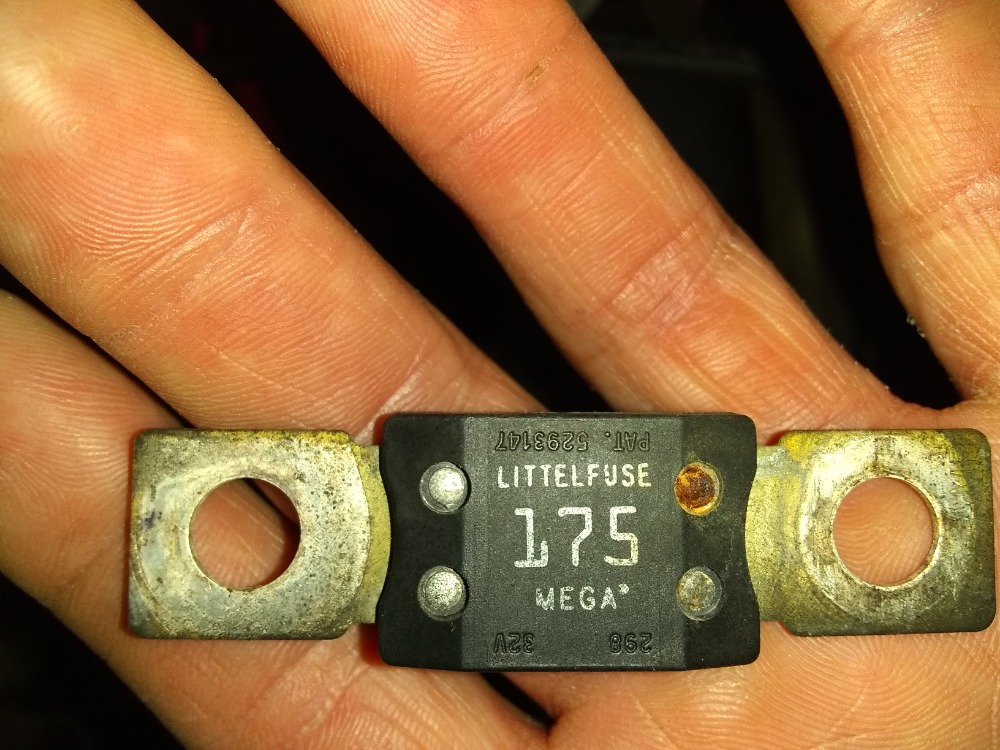 PAT. 5293147
LITTELFUSE
175
MEGA®
298 32V